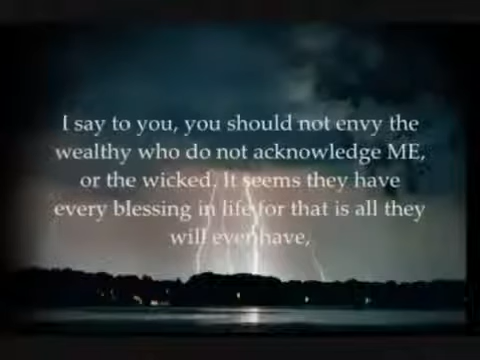 I say to you, you should not envy the
wealthy who do not acknowledge ME,
or the wicked. It seems they have
every blessing in life for that is all they
will ever have,